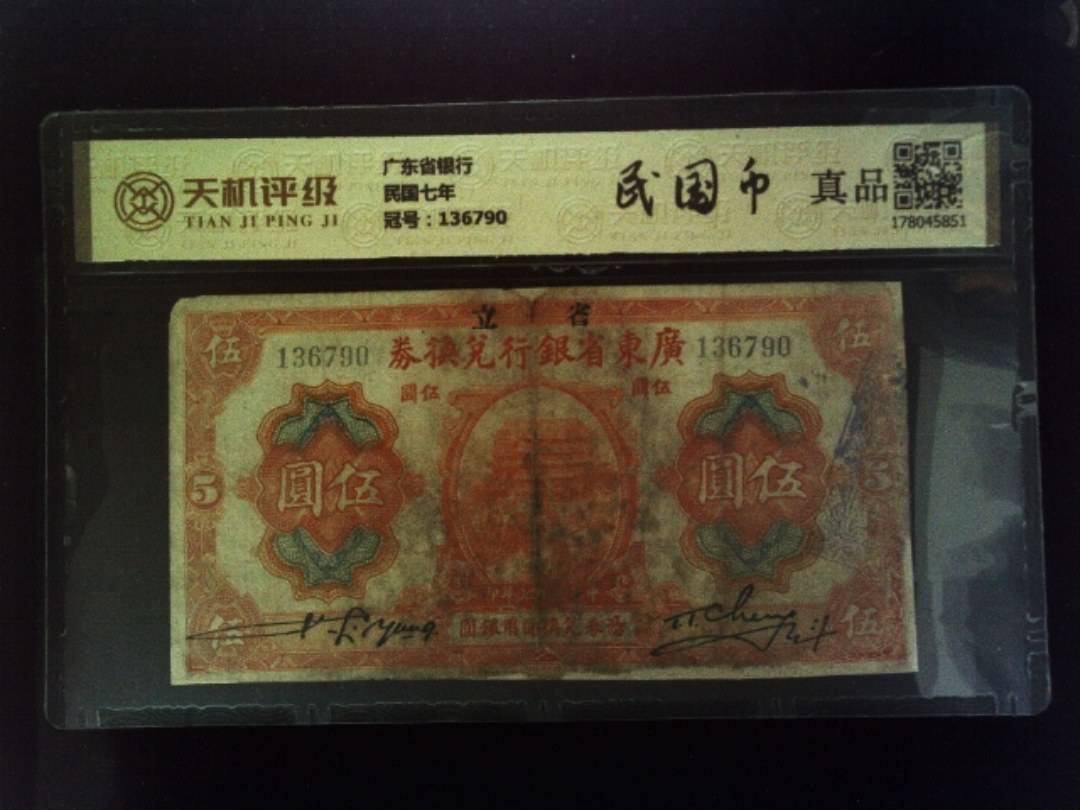 天机评级
TIAN JI PING JI
广东省银行
民国七年
冠号：136790
民国币
真品
178045851
立 省
伍
136790
券換兌行銀省東廣
136790
伍
圓伍
圓伍
圓伍
圓伍
5
5
伍
伍